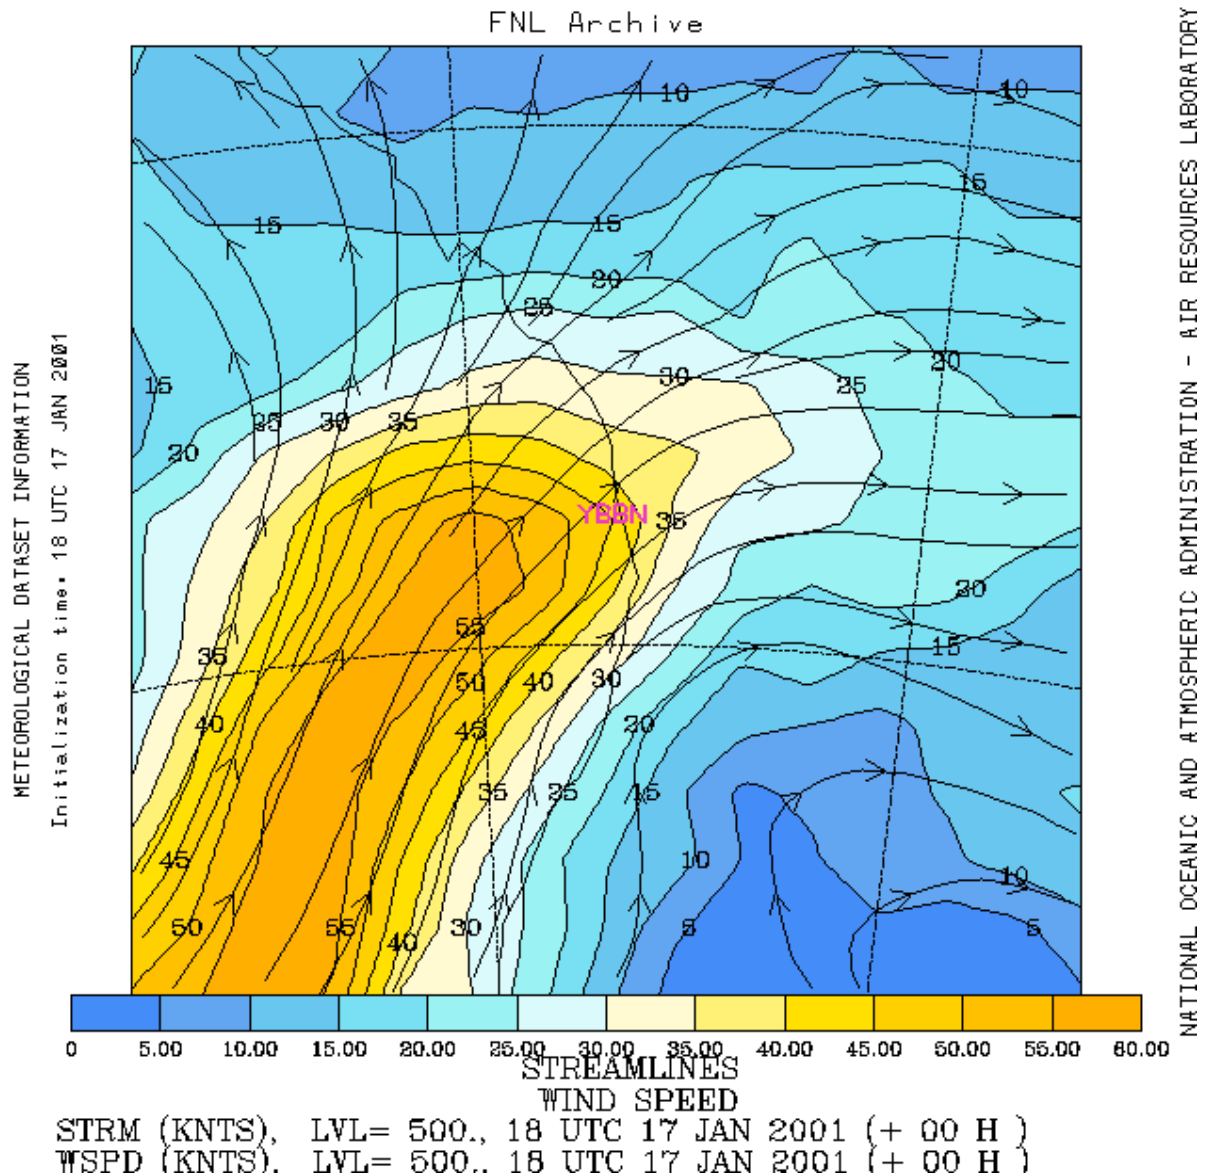 FNL Archive
METEOROLOGICAL DATASET INFORMATION
Initialization time: 18 UTC 17 JAN 2001
NATIONAL OCEANIC AND ATMOSPHERIC ADMINISTRATION - AIR RESOURCES LABORATORY
10 10
15
15 15
20
25
15 30 25 20
25 30 35
20
YBBN 35
20
55 15
35
50 40 30
40 45 20
35 25 15
45 10 10
50 55 40 30 5 5
0 5.00 10.00 15.00 20.00 25.00 30.00 35.00 40.00 45.00 50.00 55.00 60.00
STREAMLINES
WIND SPEED
STRM (KNTS), LVL= 500., 18 UTC 17 JAN 2001 (+ 00 H )
WSPD (KNTS), LVL= 500., 18 UTC 17 JAN 2001 (+ 00 H )